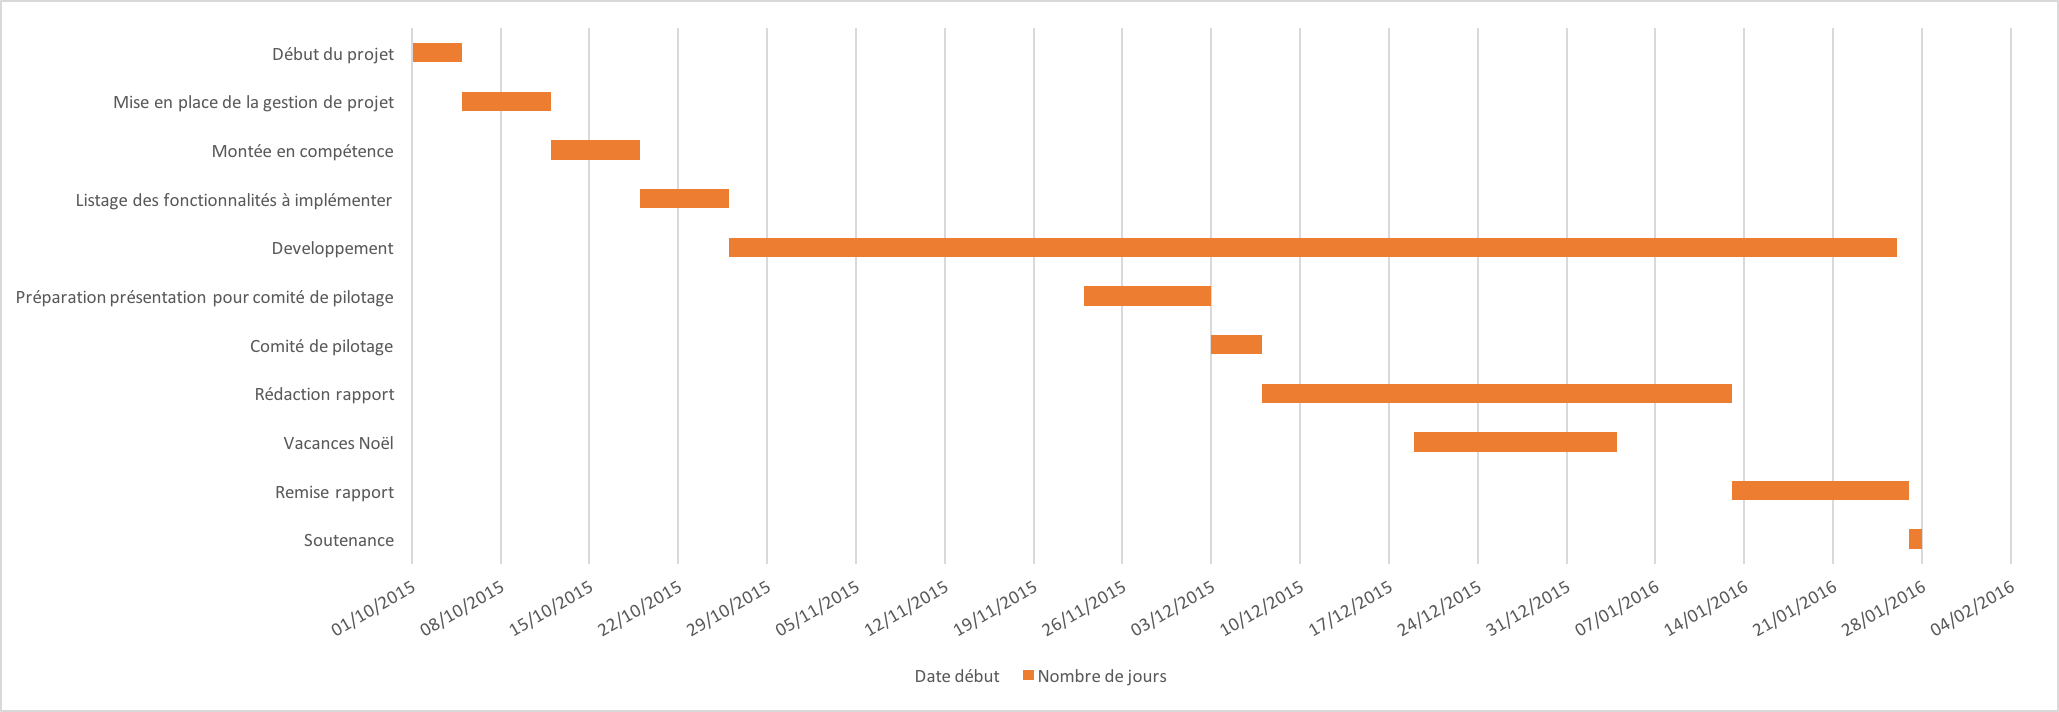 Début du projet
Mise en place de la gestion de projet
Montée en compétence
Listage des fonctionnalités à implémenter
Developpement
Préparation présentation pour comité de pilotage
Comité de pilotage
Rédaction rapport
Vacances Noël
Remise rapport
Soutenance
01/10/2015
08/10/2015
15/10/2015
22/10/2015
29/10/2015
05/11/2015
12/11/2015
19/11/2015
26/11/2015
03/12/2015
10/12/2015
17/12/2015
24/12/2015
31/12/2015
07/01/2016
14/01/2016
21/01/2016
28/01/2016
04/02/2016
Date début
Nombre de jours